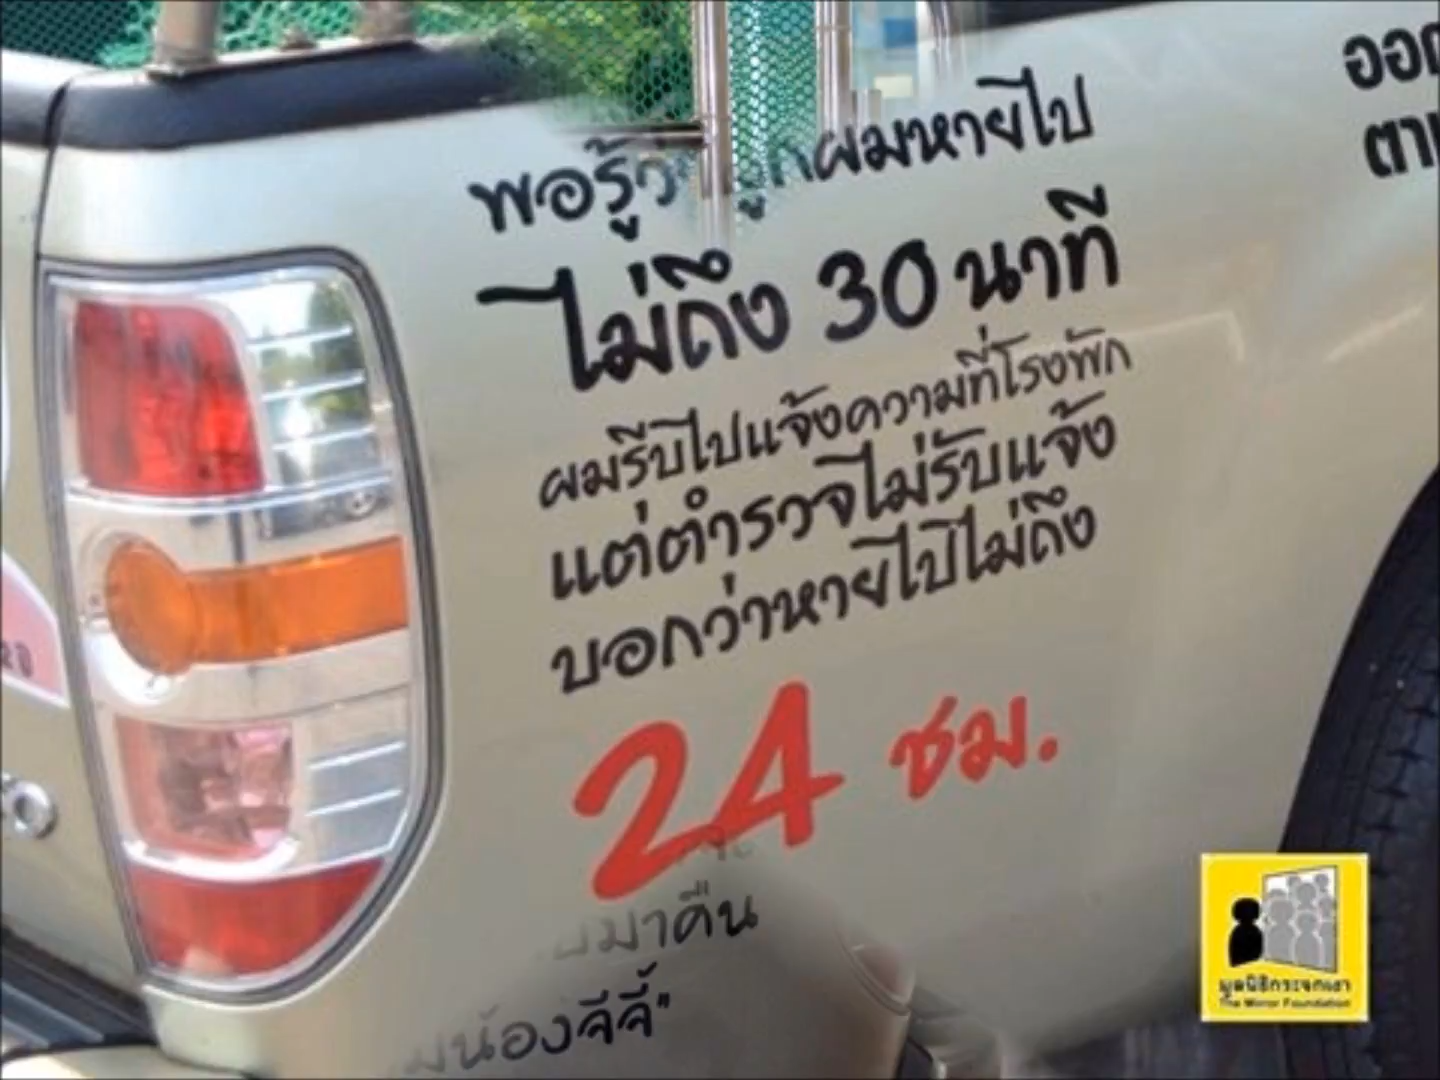 พอรู้ว่าลูกผมหายไป
ไม่ถึง 30 นาที
ผมรีบไปแจ้งความที่โรงพัก
แต่ตำรวจไม่รับแจ้ง
บอกว่าหายไปไม่ถึง
24 ชม.
มาคืน
น้องจีจี้"
ออก
มูลนิธิกระจกเงา
The Mirror Foundation